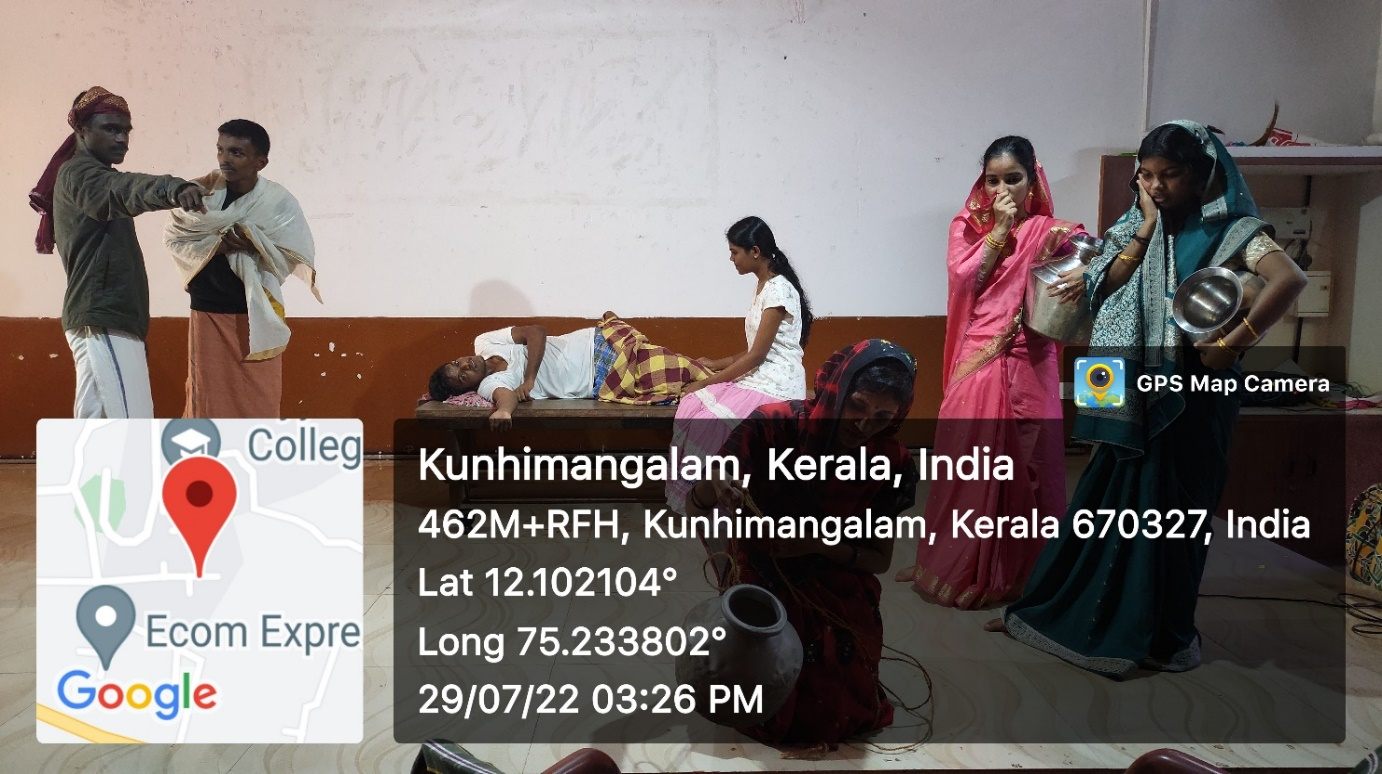 GPS Map Camera
Kunhimangalam, Kerala, India
462M+RFH, Kunhimangalam, Kerala 670327, India
Lat 12.102104°
Long 75.233802°
29/07/22 03:26 PM
Colleg
Ecom Expre
Google